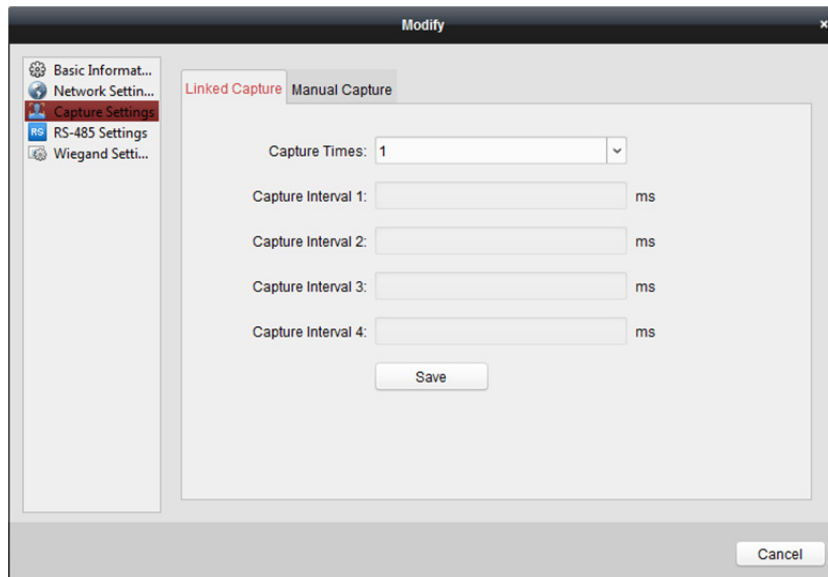 Modify
×
Basic Informat...
Network Settin...
Capture Settings
RS RS-485 Settings
Wiegand Setti...
Linked Capture Manual Capture
Capture Times: 1
Capture Interval 1: ms
Capture Interval 2: ms
Capture Interval 3: ms
Capture Interval 4: ms
Save
Cancel